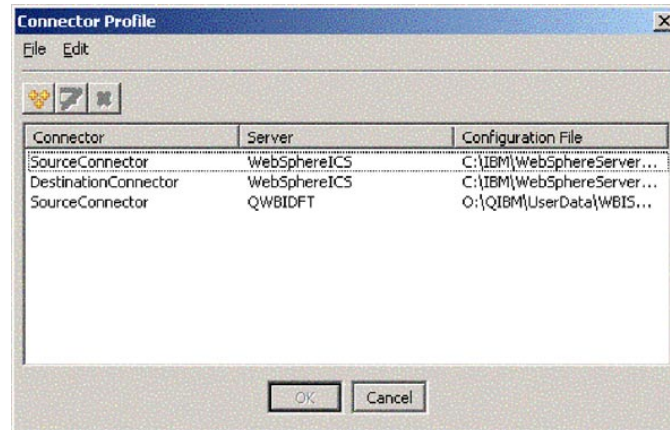 Connector Profile
File Edit
Connector Server Configuration File
SourceConnector WebSphereICS C:\IBM\WebSphereServer...
DestinationConnector WebSphereICS C:\IBM\WebSphereServer...
SourceConnector QWBIDFT O:\QIBM\UserData\WBIS...
OK Cancel